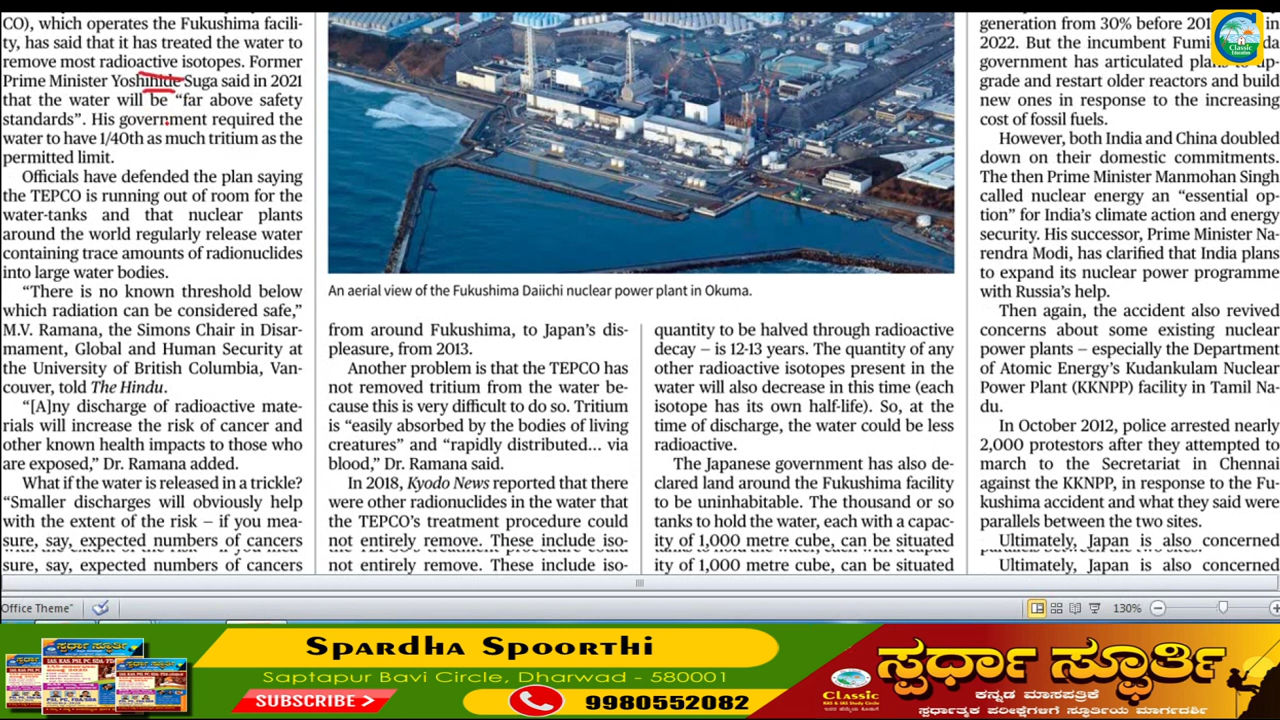 CO), which operates the Fukushima facili-
ty, has said that it has treated the water to
remove most radioactive isotopes. Former
Prime Minister Yoshihide Suga said in 2021
that the water will be “far above safety
standards”. His government required the
water to have 1/40th as much tritium as the
permitted limit.
Officials have defended the plan saying
the TEPCO is running out of room for the
water-tanks and that nuclear plants
around the world regularly release water
containing trace amounts of radionuclides
into large water bodies.
“There is no known threshold below
which radiation can be considered safe,”
M.V. Ramana, the Simons Chair in Disar-
mament, Global and Human Security at
the University of British Columbia, Van-
couver, told The Hindu.
“[A]ny discharge of radioactive mate-
rials will increase the risk of cancer and
other known health impacts to those who
are exposed,” Dr. Ramana added.
What if the water is released in a trickle?
“Smaller discharges will obviously help
with the extent of the risk – if you mea-
sure, say, expected numbers of cancers
sure, say, expected numbers of cancers
An aerial view of the Fukushima Daiichi nuclear power plant in Okuma.
from around Fukushima, to Japan’s dis-
pleasure, from 2013.
Another problem is that the TEPCO has
not removed tritium from the water be-
cause this is very difficult to do so. Tritium
is “easily absorbed by the bodies of living
creatures” and “rapidly distributed... via
blood,” Dr. Ramana said.
In 2018, Kyodo News reported that there
were other radionuclides in the water that
the TEPCO’s treatment procedure could
not entirely remove. These include iso-
not entirely remove. These include iso-
quantity to be halved through radioactive
decay – is 12-13 years. The quantity of any
other radioactive isotopes present in the
water will also decrease in this time (each
isotope has its own half-life). So, at the
time of discharge, the water could be less
radioactive.
The Japanese government has also de-
clared land around the Fukushima facility
to be uninhabitable. The thousand or so
tanks to hold the water, each with a capac-
ity of 1,000 metre cube, can be situated
ity of 1,000 metre cube, can be situated
generation from 30% before 201 in
2022. But the incumbent Fumi da
government has articulated plans to up-
grade and restart older reactors and build
new ones in response to the increasing
cost of fossil fuels.
However, both India and China doubled
down on their domestic commitments.
The then Prime Minister Manmohan Singh
called nuclear energy an “essential op-
tion” for India’s climate action and energy
security. His successor, Prime Minister Na-
rendra Modi, has clarified that India plans
to expand its nuclear power programme
with Russia’s help.
Then again, the accident also revived
concerns about some existing nuclear
power plants – especially the Department
of Atomic Energy’s Kudankulam Nuclear
Power Plant (KKNPP) facility in Tamil Na-
du.
In October 2012, police arrested nearly
2,000 protestors after they attempted to
march to the Secretariat in Chennai
against the KKNPP, in response to the Fu-
kushima accident and what they said were
parallels between the two sites.
Ultimately, Japan is also concerned
Ultimately, Japan is also concerned
Classic
Education
Office Theme"
130%
Spardha Spoorthi
Saptapur Bavi Circle, Dharwad - 580001
SUBSCRIBE >
9980552082
Classic
KAS & IAS Study Circle
ಸ್ಪರ್ಧಾ ಸ್ಫೂರ್ತಿ
ಕನ್ನಡ ಮಾಸಪತ್ರಿಕೆ
ಸ್ಪರ್ಧಾತ್ಮಕ ಪರೀಕ್ಷೆಗಳಿಗೆ ಸ್ಫೂರ್ತಿಯ ಮಾರ್ಗದರ್ಶಿ